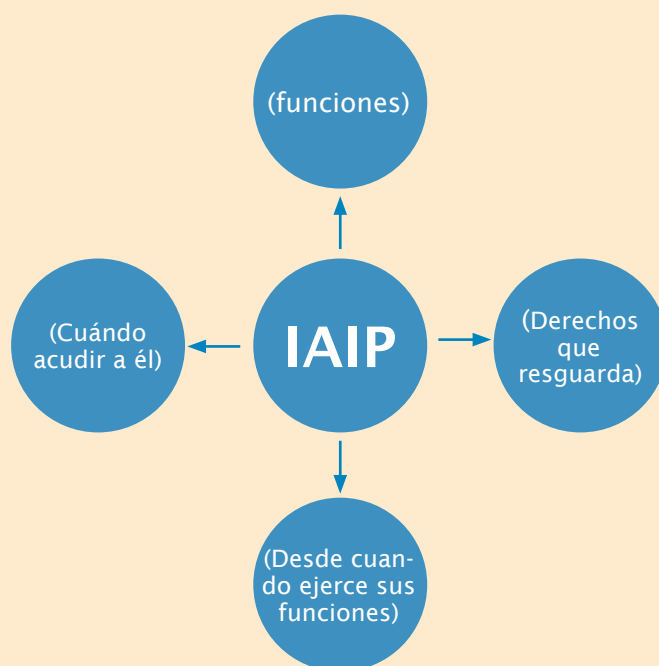 (funciones)
(Cuándo
acudir a él)
IAIP
(Derechos
que
resguarda)
(Desde cuan-
do ejerce sus
funciones)